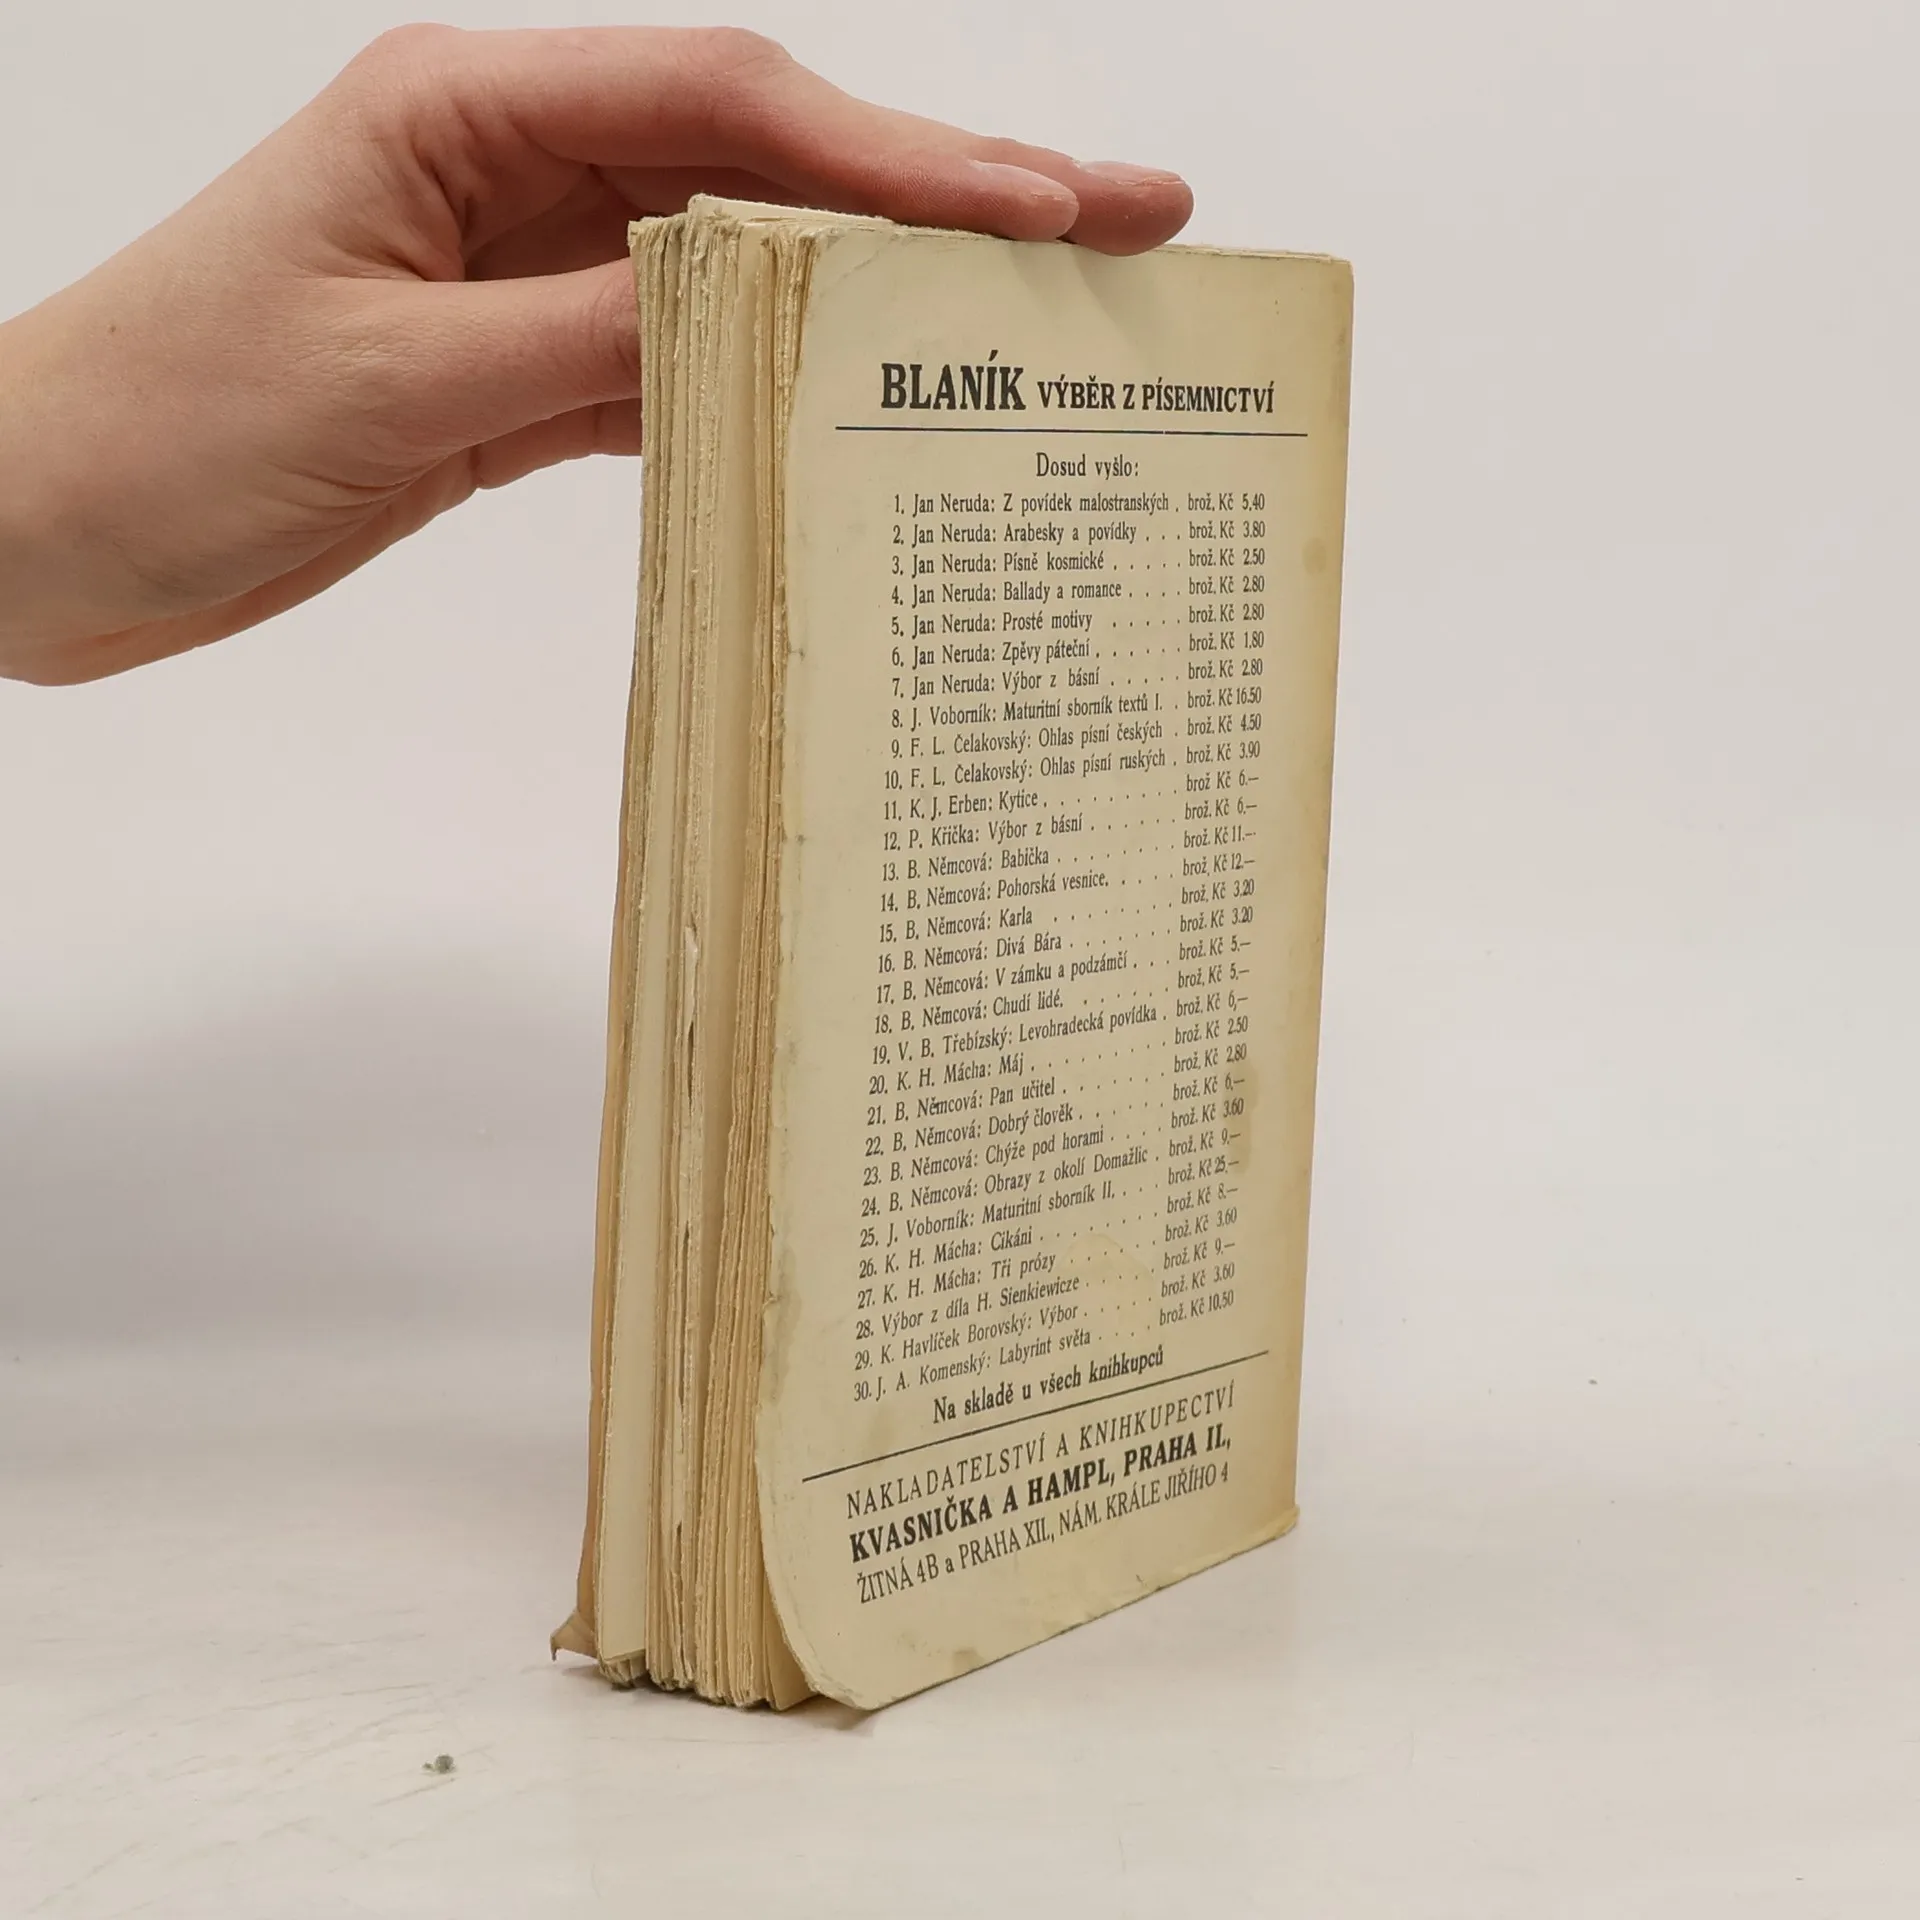 BLANÍK VÝBĚR Z PÍSEMNICTVÍ
Dosud vyšlo:
1. Jan Neruda: Z povídek malostranských . brož. Kč 5.40
2. Jan Neruda: Arabesky a povídky . . . brož. Kč 3.80
3. Jan Neruda: Písně kosmické . . . . . brož. Kč 2.50
4. Jan Neruda: Ballady a romance . . . . brož. Kč 2.80
5. Jan Neruda: Prosté motivy . . . . . brož. Kč 2.80
6. Jan Neruda: Zpěvy páteční . . . . . . brož. Kč 1.80
7. Jan Neruda: Výbor z básní . . . . . brož. Kč 2.80
8. J. Voborník: Maturitní sborník textů I. . brož. Kč 16.50
9. F. L. Čelakovský: Ohlas písní českých . brož. Kč 4.50
10. F. L. Čelakovský: Ohlas písní ruských . brož. Kč 3.90
11. K. J. Erben: Kytice . . . . . . . . . brož. Kč 6.—
12. P. Křička: Výbor z básní . . . . . . brož. Kč 6.—
13. B. Němcová: Babička . . . . . . . . brož. Kč 11.—
14. B. Němcová: Pohorská vesnice. . . . . brož. Kč 12.—
15. B. Němcová: Karla . . . . . . . . brož. Kč 3.20
16. B. Němcová: Divá Bára . . . . . . . brož. Kč 3.20
17. B. Němcová: V zámku a podzámčí . . . brož. Kč 5.—
18. B. Němcová: Chudí lidé. . . . . . . brož. Kč 5.—
19. V. B. Třebízský: Levohradecká povídka . brož. Kč 6.—
20. K. H. Mácha: Máj . . . . . . . . . brož. Kč 2.50
21. B. Němcová: Pan učitel . . . . . . . brož. Kč 2.80
22. B. Němcová: Dobrý člověk . . . . . . brož. Kč 6.—
23. B. Němcová: Chýže pod horami . . . . brož. Kč 3.60
24. B. Němcová: Obrazy z okolí Domažlic . brož. Kč 9.—
25. J. Voborník: Maturitní sborník II. . . . brož. Kč 25.—
26. K. H. Mácha: Cikáni . . . . . . . . brož. Kč 8.—
27. K. H. Mácha: Tři prózy . . . . . . brož. Kč 3.60
28. Výbor z díla H. Sienkiewicze . . . . . brož. Kč 9.—
29. K. Havlíček Borovský: Výbor . . . . . brož. Kč 3.60
30. J. A. Komenský: Labyrint světa . . . . brož. Kč 10.50
Na skladě u všech knihkupců
NAKLADATELSTVÍ A KNIHKUPECTVÍ
KVASNIČKA A HAMPL, PRAHA II.,
ŽITNÁ 4B a PRAHA XII., NÁM. KRÁLE JIŘÍHO 4